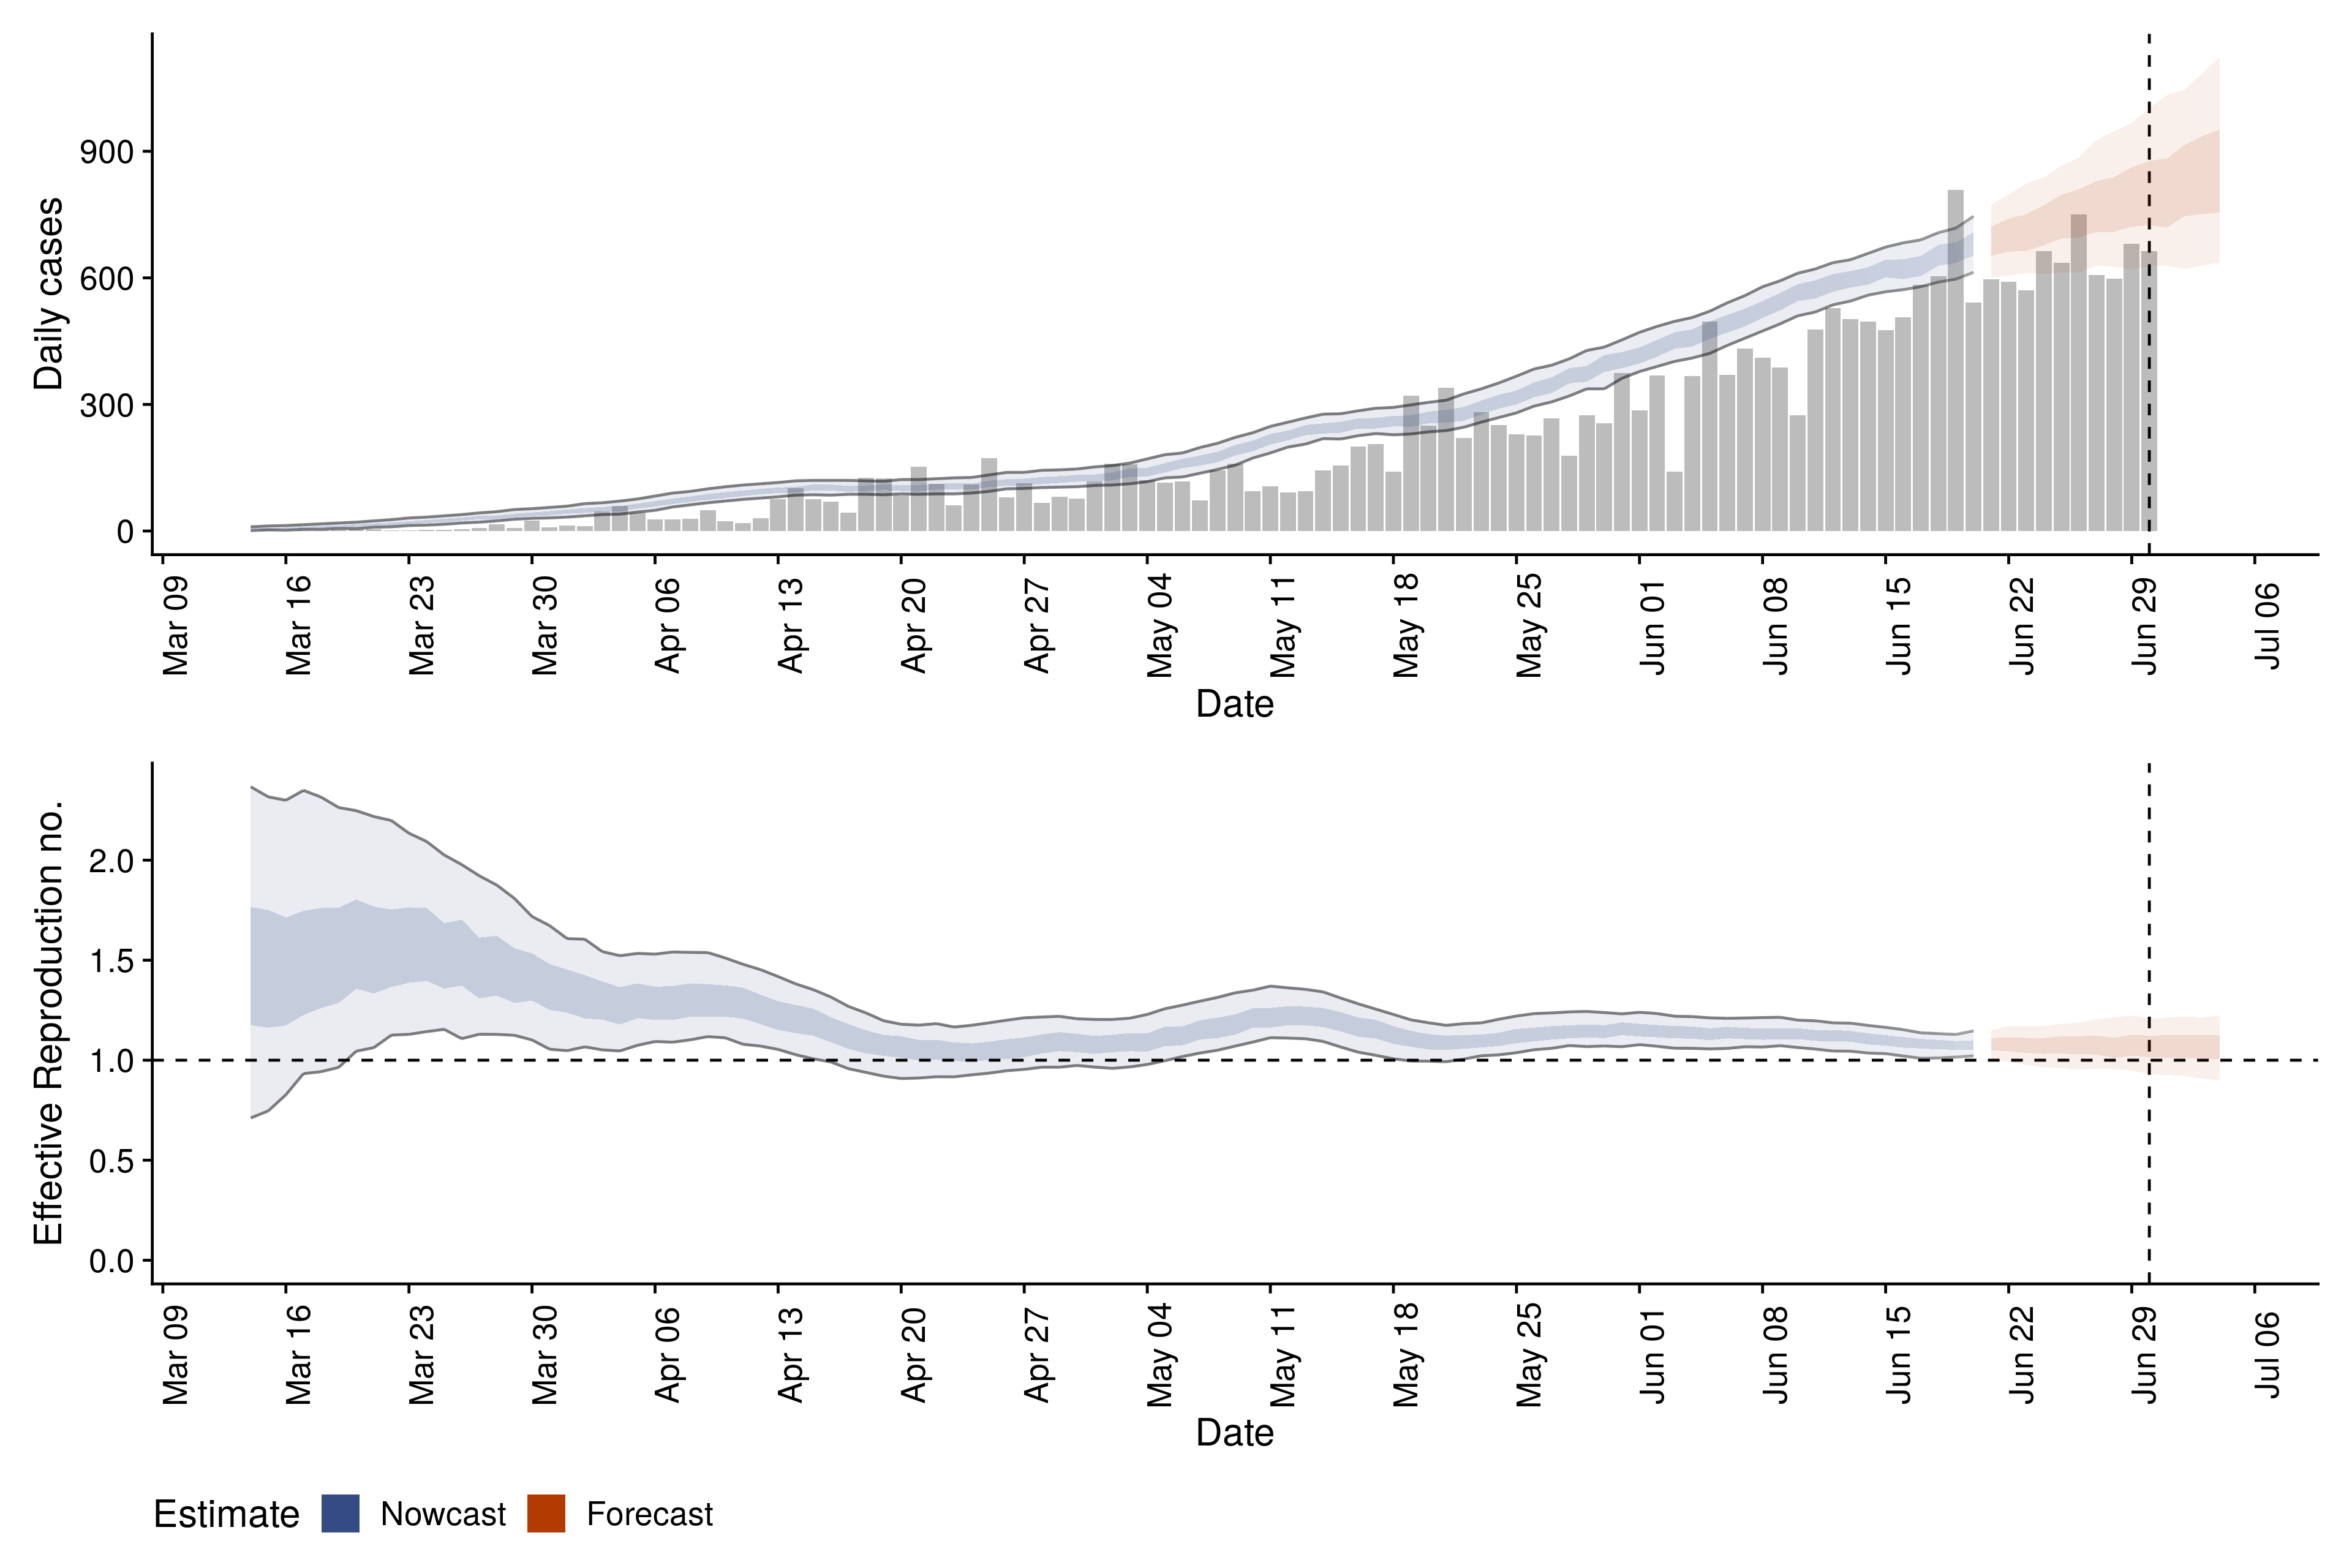 Daily cases
900
600
300
0
Mar 09
Mar 16
Mar 23
Mar 30
Apr 06
Apr 13
Apr 20
Apr 27
May 04
May 11
May 18
May 25
Jun 01
Jun 08
Jun 15
Jun 22
Jun 29
Jul 06
Date
Effective Reproduction no.
2.0
1.5
1.0
0.5
0.0
Mar 09
Mar 16
Mar 23
Mar 30
Apr 06
Apr 13
Apr 20
Apr 27
May 04
May 11
May 18
May 25
Jun 01
Jun 08
Jun 15
Jun 22
Jun 29
Jul 06
Date
Estimate Nowcast Forecast